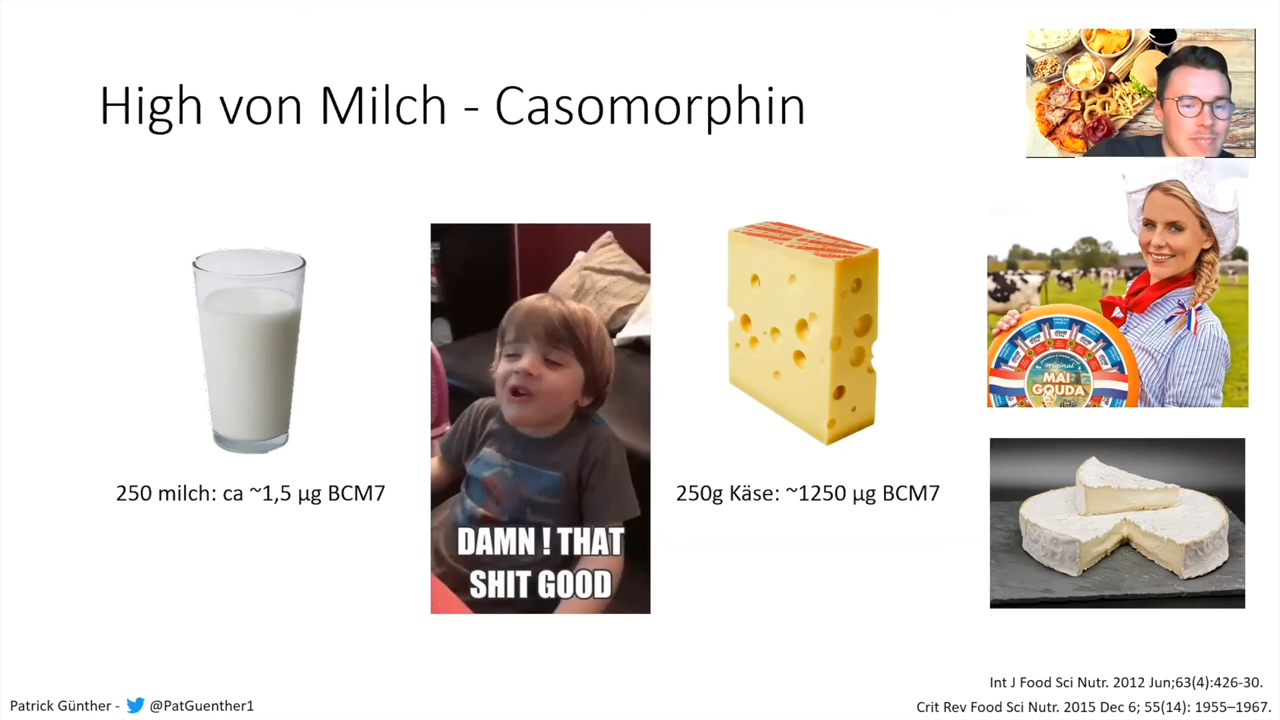 High von Milch - Casomorphin
250 milch: ca ~1,5 µg BCM7
DAMN ! THAT
SHIT GOOD
250g Käse: ~1250 µg BCM7
original
MAI
GOUDA
Int J Food Sci Nutr. 2012 Jun;63(4):426-30.
Patrick Günther -
@PatGuenther1
Crit Rev Food Sci Nutr. 2015 Dec 6; 55(14): 1955–1967.